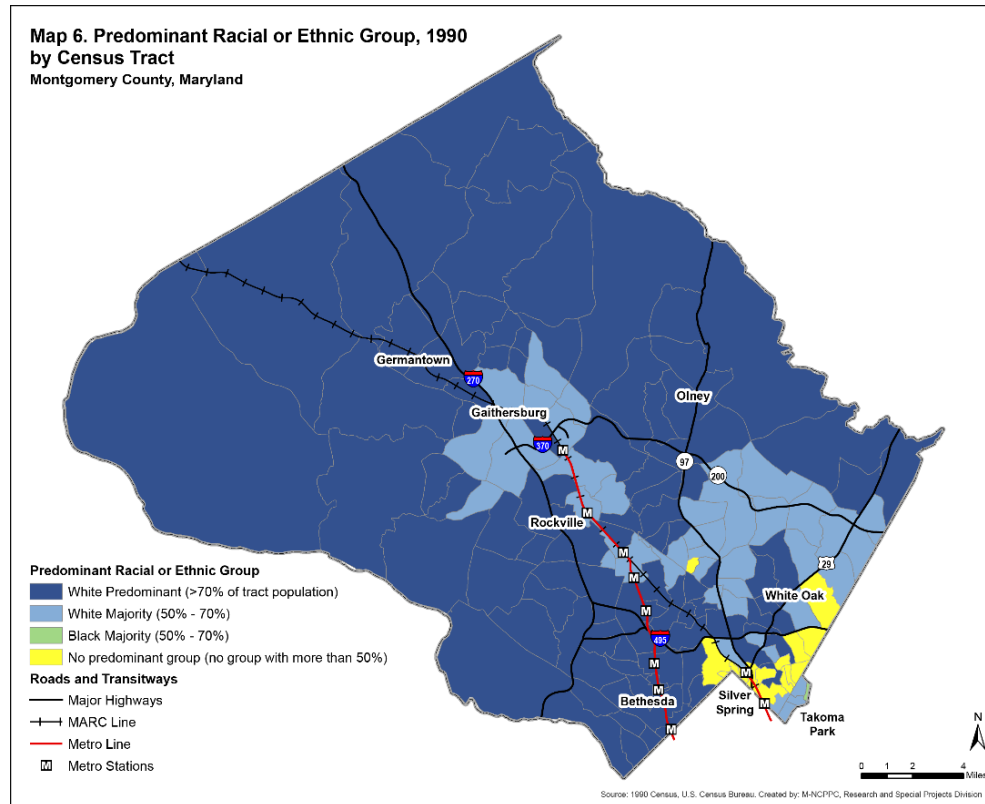 Map 6. Predominant Racial or Ethnic Group, 1990
by Census Tract
Montgomery County, Maryland
Germantown
270
Gaithersburg
Olney
370
M
97
200
M
Rockville
M
M
29
White Oak
M
495
M
M
Bethesda
M
Silver
Spring
M
Takoma
Park
M
Predominant Racial or Ethnic Group
White Predominant (>70% of tract population)
White Majority (50% - 70%)
Black Majority (50% - 70%)
No predominant group (no group with more than 50%)
Roads and Transitways
Major Highways
MARC Line
Metro Line
M Metro Stations
N
0 1 2 4
Miles
Source: 1990 Census, U.S. Census Bureau. Created by: M-NCPPC, Research and Special Projects Division